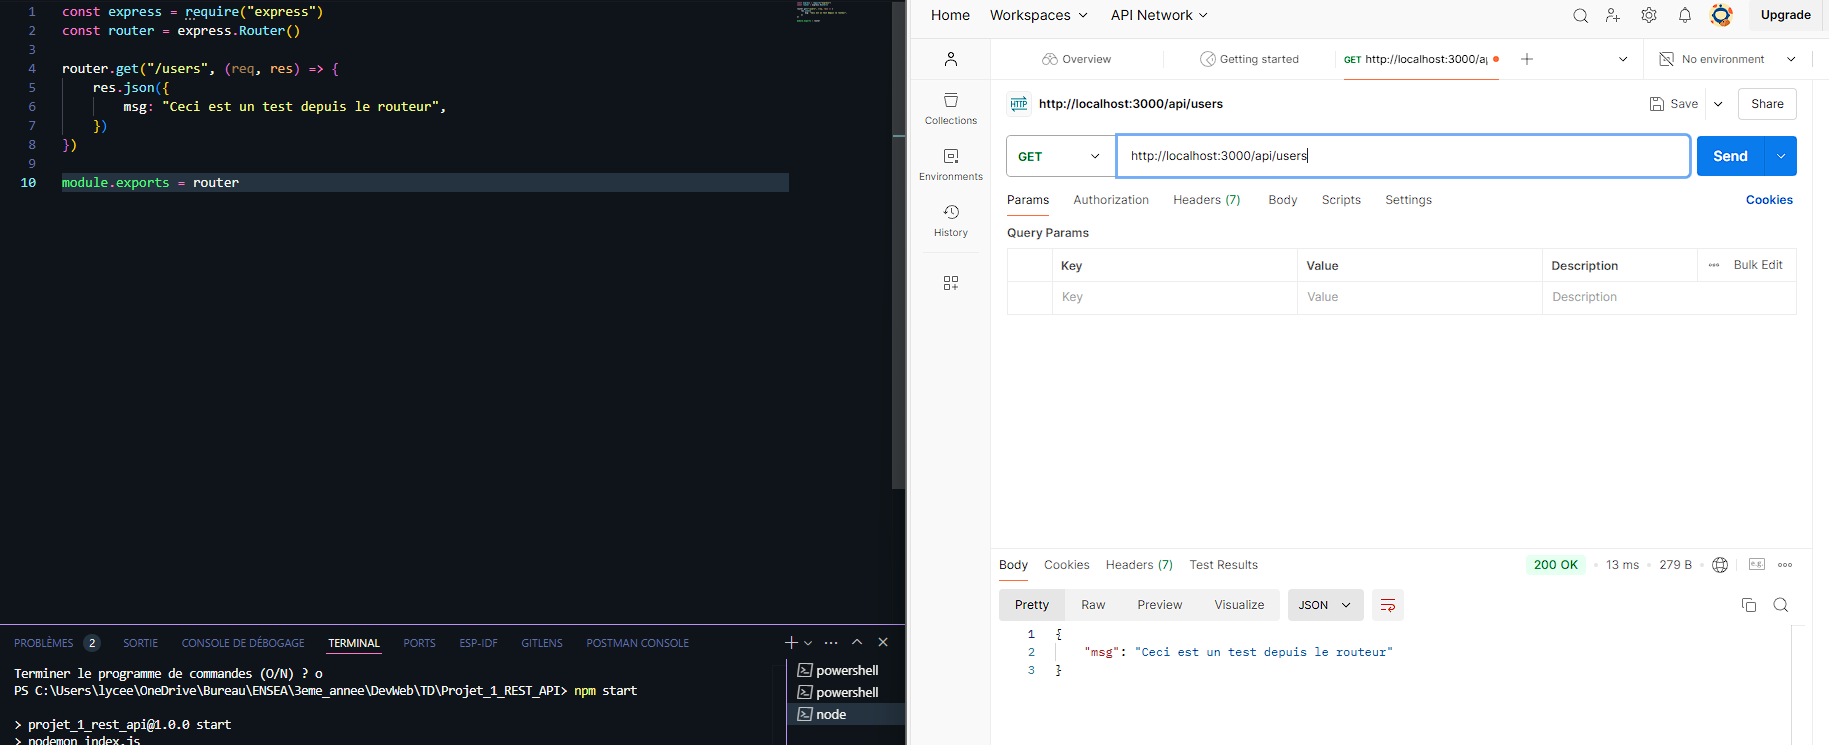 1 const express = require("express")
2 const router = express.Router()
3
4 router.get("/users", (req, res) => {
5 res.json({
6 msg: "Ceci est un test depuis le routeur",
7 })
8 })
9
10 module.exports = router
PROBLÈMES 2 SORTIE CONSOLE DE DÉBOGAGE TERMINAL PORTS ESP-IDF GITLENS POSTMAN CONSOLE
Terminer le programme de commandes (O/N) ? o
PS C:\Users\lycee\OneDrive\Bureau\ENSEA\3eme_annee\DevWeb\TD\Projet_1_REST_API> npm start
> projet_1_rest_api@1.0.0 start
> nodemon index.js
powershell
powershell
node
Home Workspaces API Network Upgrade
Overview Getting started GET http://localhost:3000/ap No environment
HTTP http://localhost:3000/api/users Save Share
Collections
Environments
History
GET http://localhost:3000/api/users Send
Params Authorization Headers (7) Body Scripts Settings Cookies
Query Params
Key Value Description Bulk Edit
Key Value Description
Body Cookies Headers (7) Test Results 200 OK 13 ms 279 B e.g.
Pretty Raw Preview Visualize JSON
1 {
2 "msg": "Ceci est un test depuis le routeur"
3 }